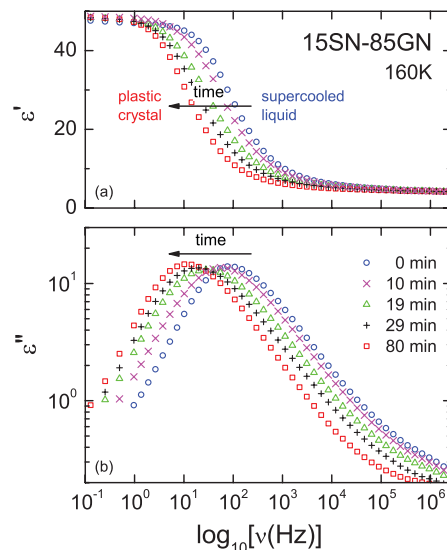 15SN-85GN
160K
time
plastic crystal
supercooled liquid
ε'
40
20
0
(a)
time
0 min
10 min
19 min
29 min
80 min
ε''
10¹
10⁰
(b)
10⁻¹ 10⁰ 10¹ 10² 10³ 10⁴ 10⁵ 10⁶
log₁₀[ν(Hz)]